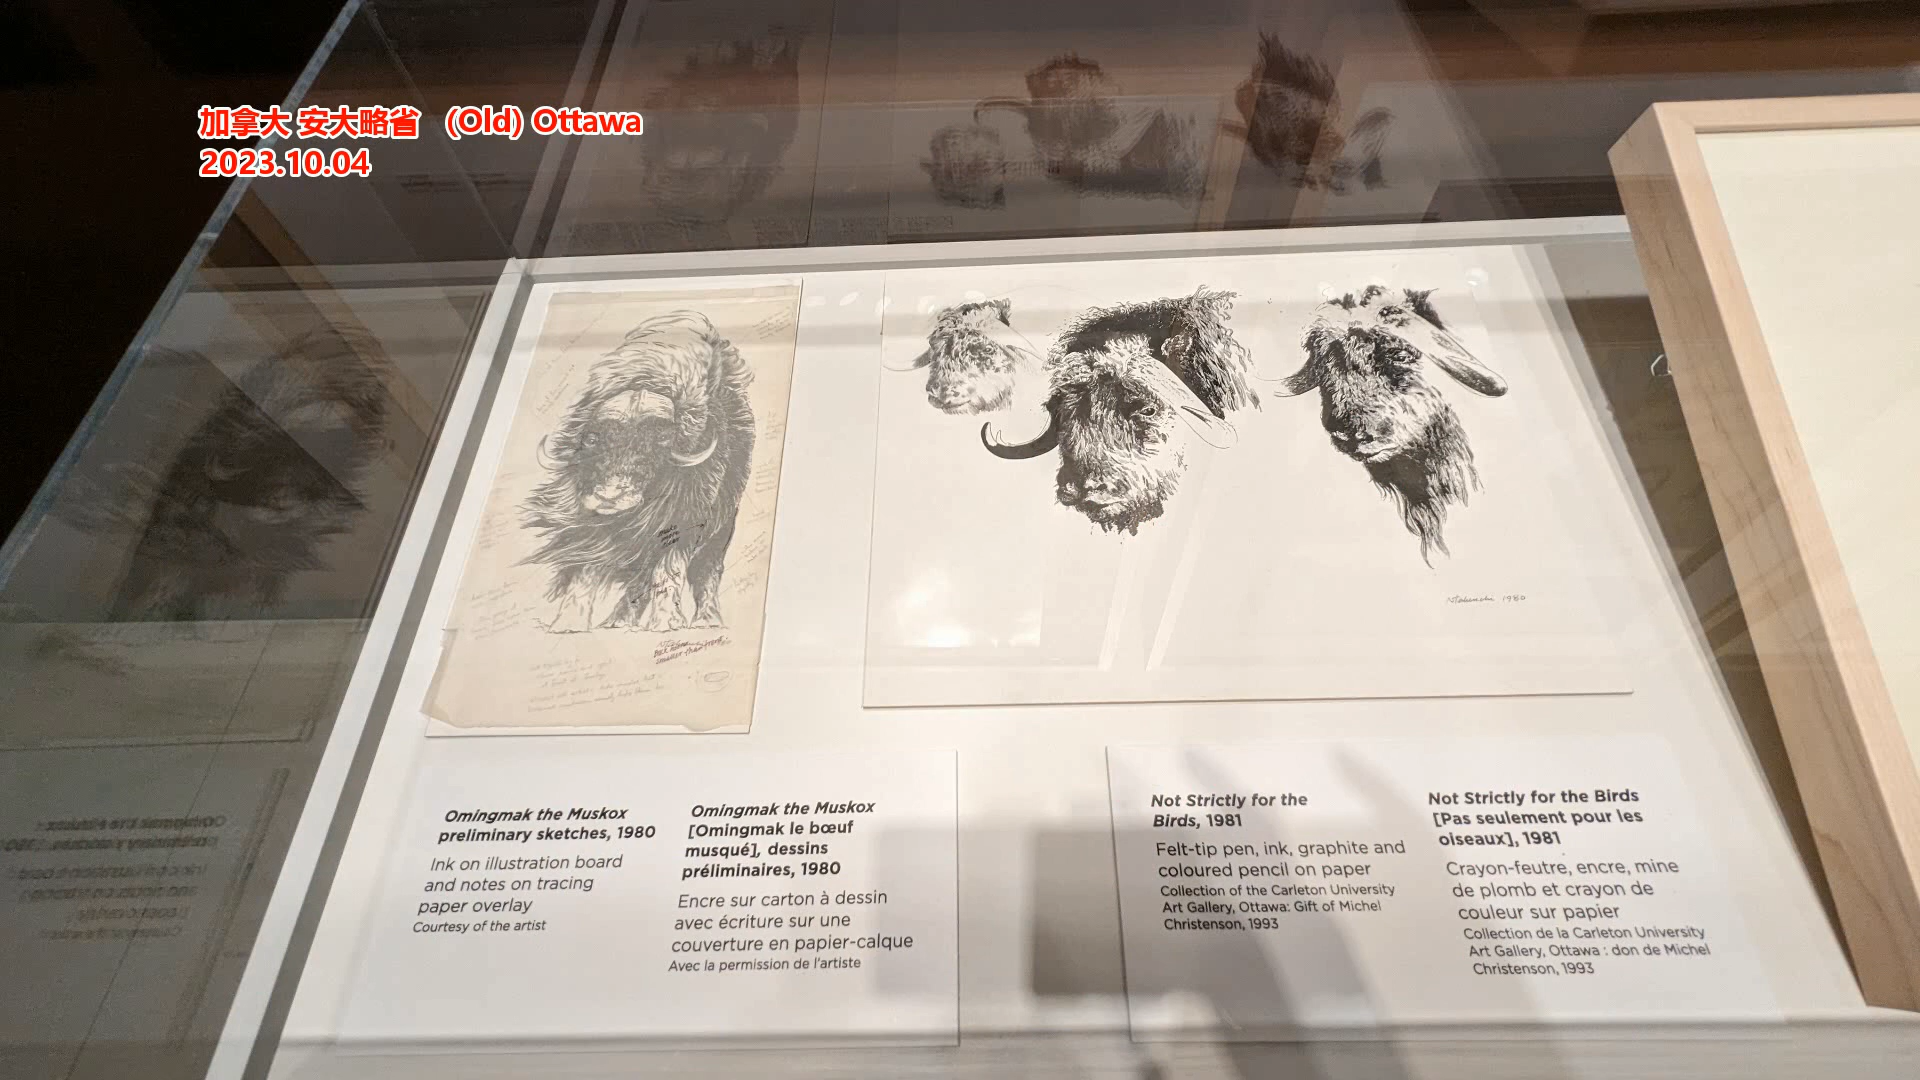 加拿大 安大略省 (Old) Ottawa
2023.10.04
N Tabuchi 1980
Omingmak the Muskox
preliminary sketches, 1980
Ink on illustration board
and notes on tracing
paper overlay
Courtesy of the artist
Omingmak the Muskox
[Omingmak le bœuf
musqué], dessins
préliminaires, 1980
Encre sur carton à dessin
avec écriture sur une
couverture en papier-calque
Avec la permission de l'artiste
Not Strictly for the
Birds, 1981
Felt-tip pen, ink, graphite and
coloured pencil on paper
Collection of the Carleton University
Art Gallery, Ottawa: Gift of Michel
Christenson, 1993
Not Strictly for the Birds
[Pas seulement pour les
oiseaux], 1981
Crayon-feutre, encre, mine
de plomb et crayon de
couleur sur papier
Collection de la Carleton University
Art Gallery, Ottawa : don de Michel
Christenson, 1993